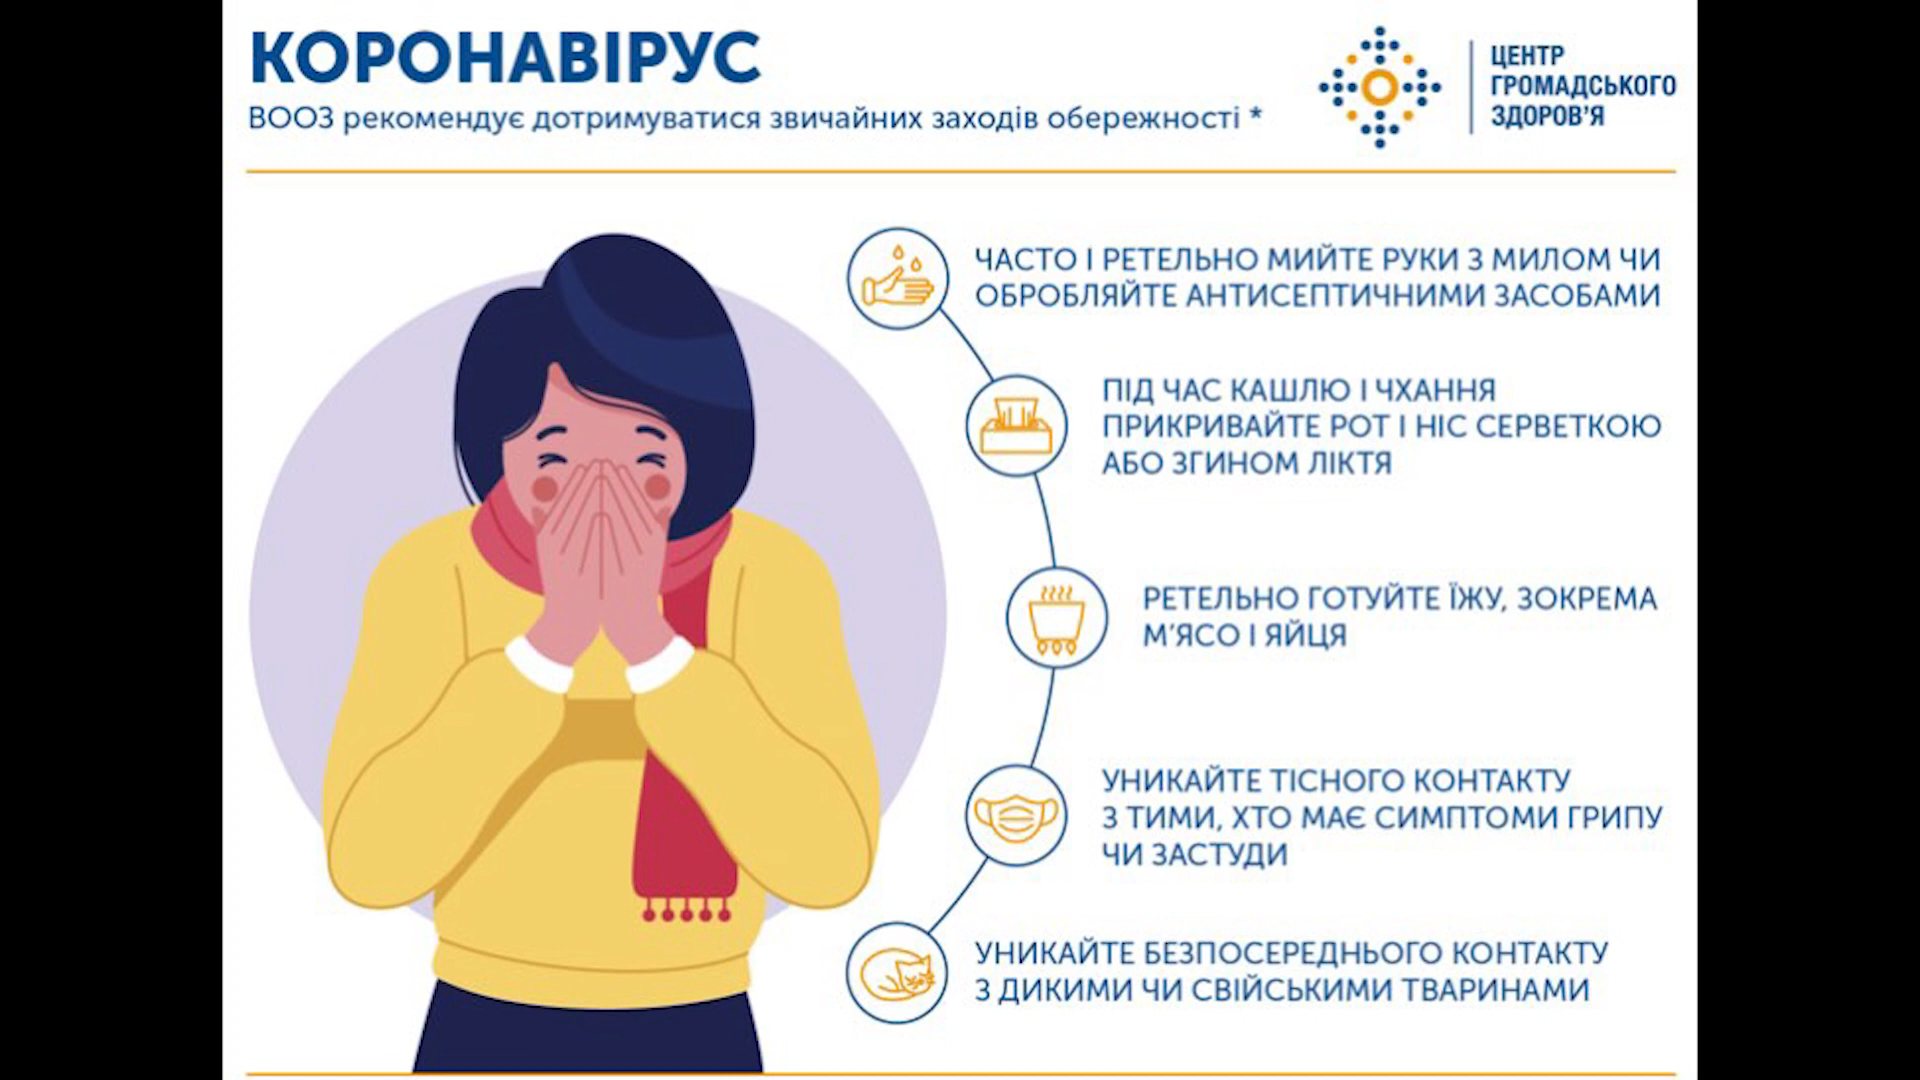 КОРОНАВІРУС
ВООЗ рекомендує дотримуватися звичайних заходів обережності *
ЦЕНТР
ГРОМАДСЬКОГО
ЗДОРОВ'Я
ЧАСТО І РЕТЕЛЬНО МИЙТЕ РУКИ З МИЛОМ ЧИ
ОБРОБЛЯЙТЕ АНТИСЕПТИЧНИМИ ЗАСОБАМИ
ПІД ЧАС КАШЛЮ І ЧХАННЯ
ПРИКРИВАЙТЕ РОТ І НІС СЕРВЕТКОЮ
АБО ЗГИНОМ ЛІКТЯ
РЕТЕЛЬНО ГОТУЙТЕ ЇЖУ, ЗОКРЕМА
М'ЯСО І ЯЙЦЯ
УНИКАЙТЕ ТІСНОГО КОНТАКТУ
З ТИМИ, ХТО МАЄ СИМПТОМИ ГРИПУ
ЧИ ЗАСТУДИ
УНИКАЙТЕ БЕЗПОСЕРЕДНЬОГО КОНТАКТУ
З ДИКИМИ ЧИ СВІЙСЬКИМИ ТВАРИНАМИ